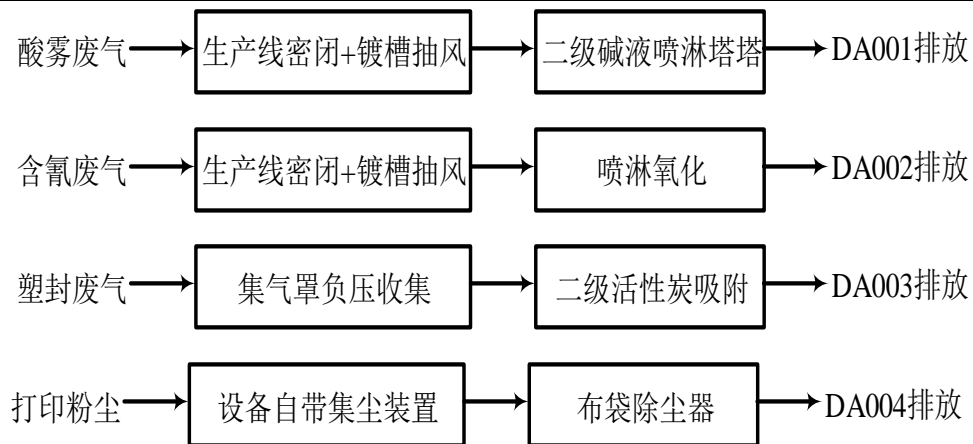 酸雾废气 生产线密闭+镀槽抽风 二级碱液喷淋塔塔 DA001排放
含氰废气 生产线密闭+镀槽抽风 喷淋氧化 DA002排放
塑封废气 集气罩负压收集 二级活性炭吸附 DA003排放
打印粉尘 设备自带集尘装置 布袋除尘器 DA004排放